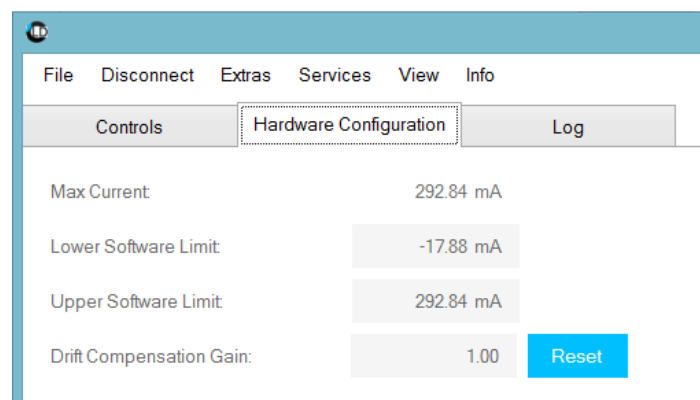 File Disconnect Extras Services View Info
Controls Hardware Configuration Log
Max Current: 292.84 mA
Lower Software Limit: -17.88 mA
Upper Software Limit: 292.84 mA
Drift Compensation Gain: 1.00 Reset